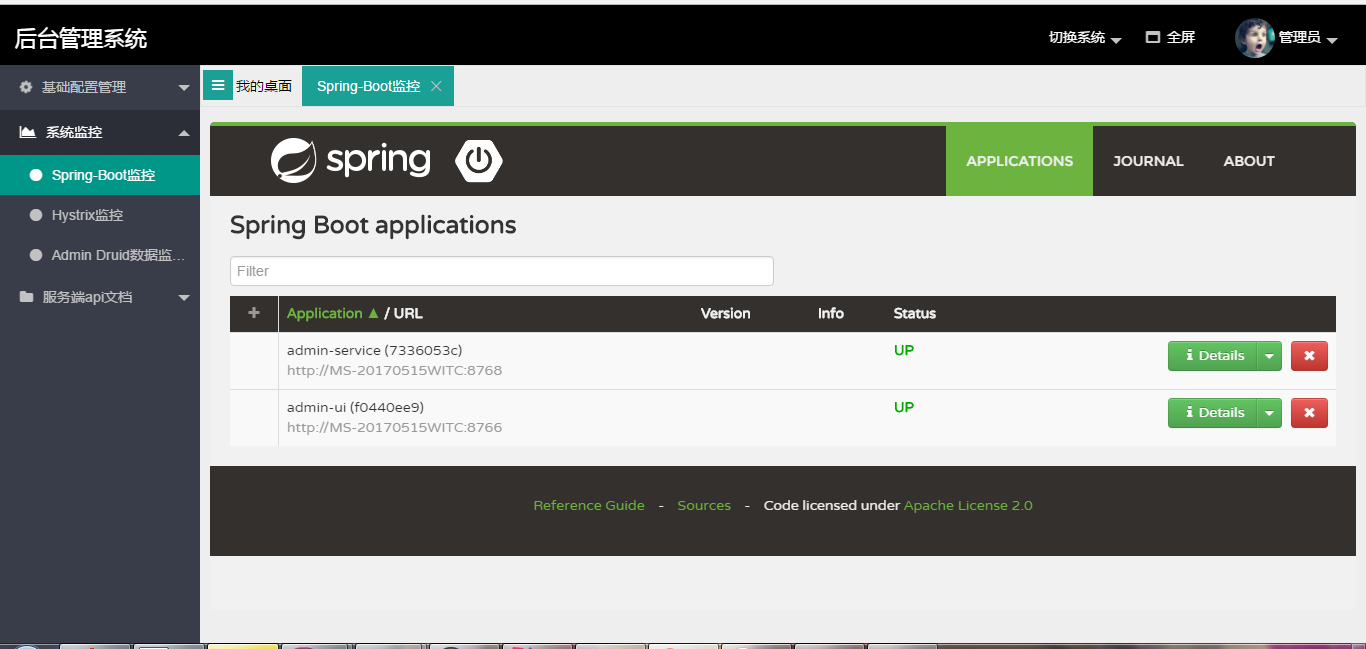 后台管理系统
切换系统 全屏 管理员
基础配置管理
系统监控
Spring-Boot监控
Hystrix监控
Admin Druid数据监...
服务端api文档
我的桌面 Spring-Boot监控
spring
APPLICATIONS JOURNAL ABOUT
Spring Boot applications
Filter
Application ▲ / URL Version Info Status
admin-service (7336053c) UP Details
http://MS-20170515WITC:8768
admin-ui (f0440ee9) UP Details
http://MS-20170515WITC:8766
Reference Guide - Sources - Code licensed under Apache License 2.0